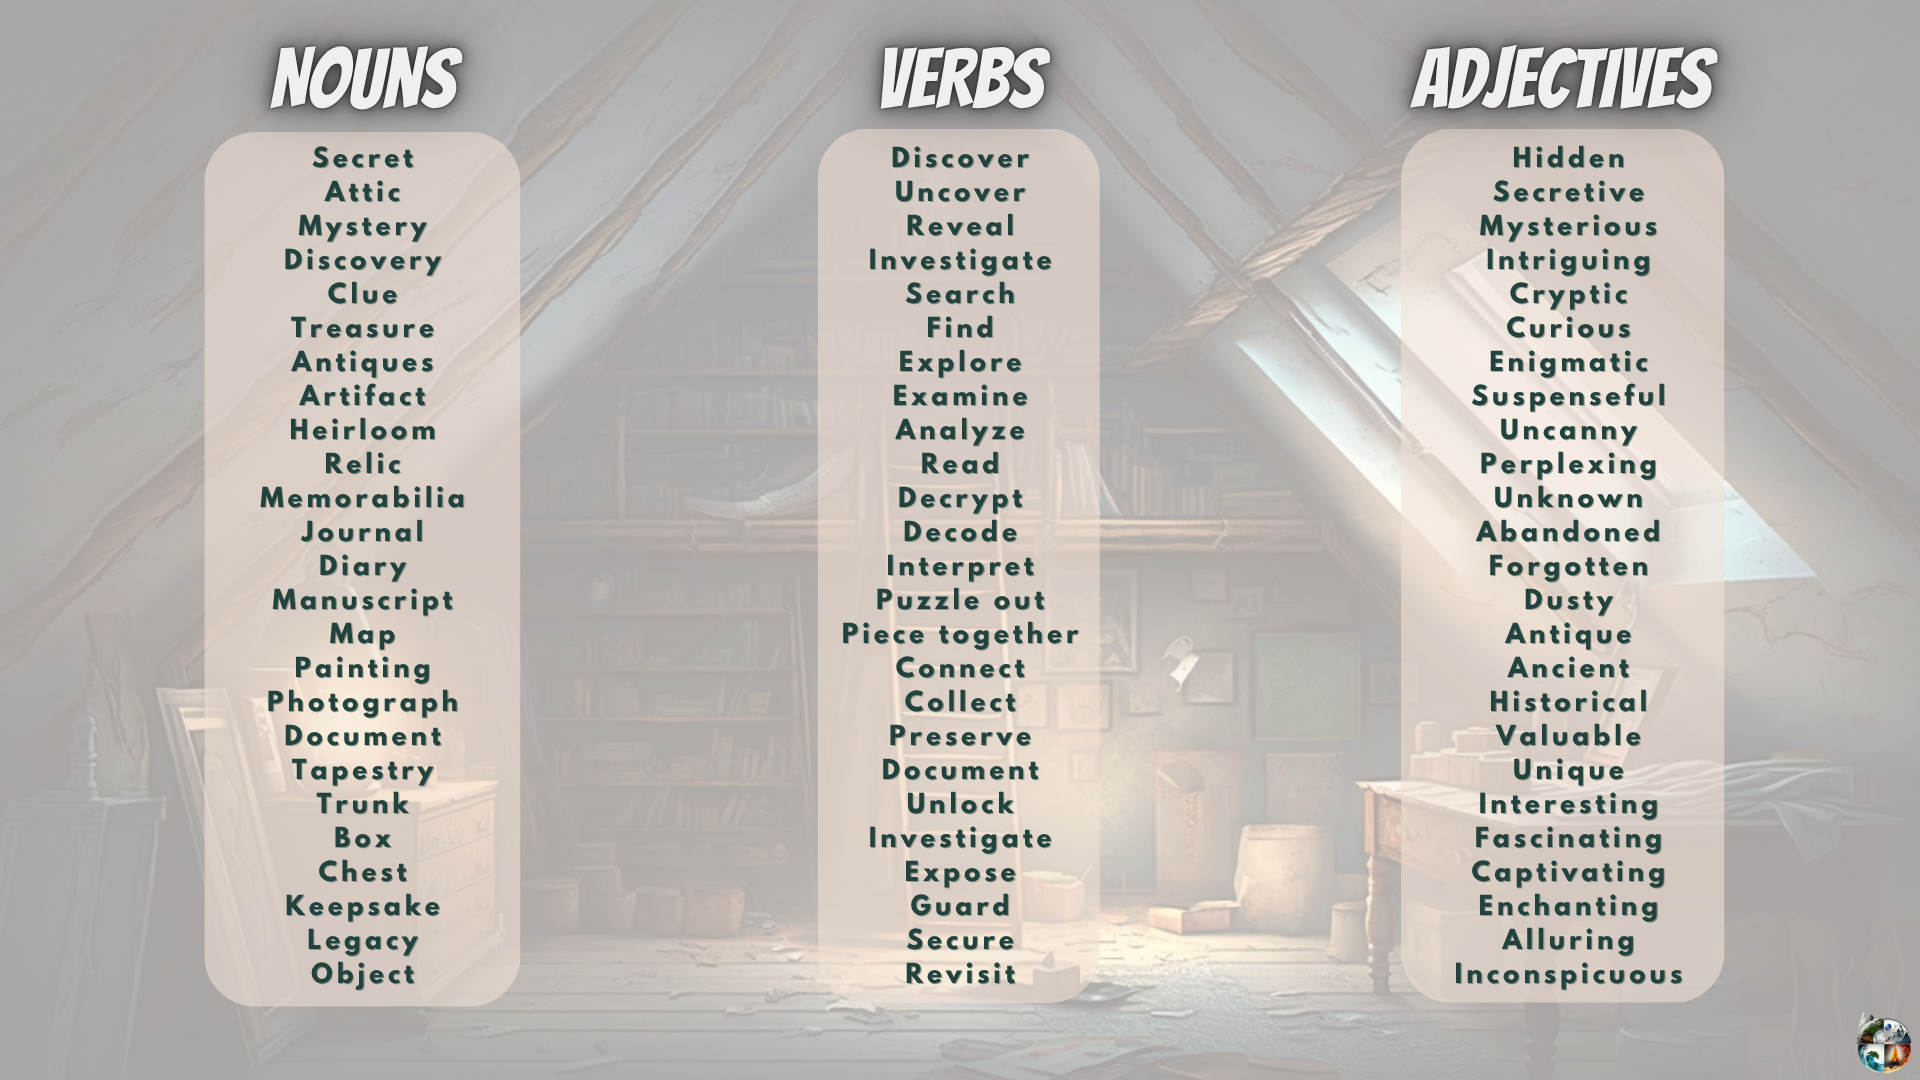 NOUNS
Secret
Attic
Mystery
Discovery
Clue
Treasure
Antiques
Artifact
Heirloom
Relic
Memorabilia
Journal
Diary
Manuscript
Map
Painting
Photograph
Document
Tapestry
Trunk
Box
Chest
Keepsake
Legacy
Object
VERBS
Discover
Uncover
Reveal
Investigate
Search
Find
Explore
Examine
Analyze
Read
Decrypt
Decode
Interpret
Puzzle out
Piece together
Connect
Collect
Preserve
Document
Unlock
Investigate
Expose
Guard
Secure
Revisit
ADJECTIVES
Hidden
Secretive
Mysterious
Intriguing
Cryptic
Curious
Enigmatic
Suspenseful
Uncanny
Perplexing
Unknown
Abandoned
Forgotten
Dusty
Antique
Ancient
Historical
Valuable
Unique
Interesting
Fascinating
Captivating
Enchanting
Alluring
Inconspicuous